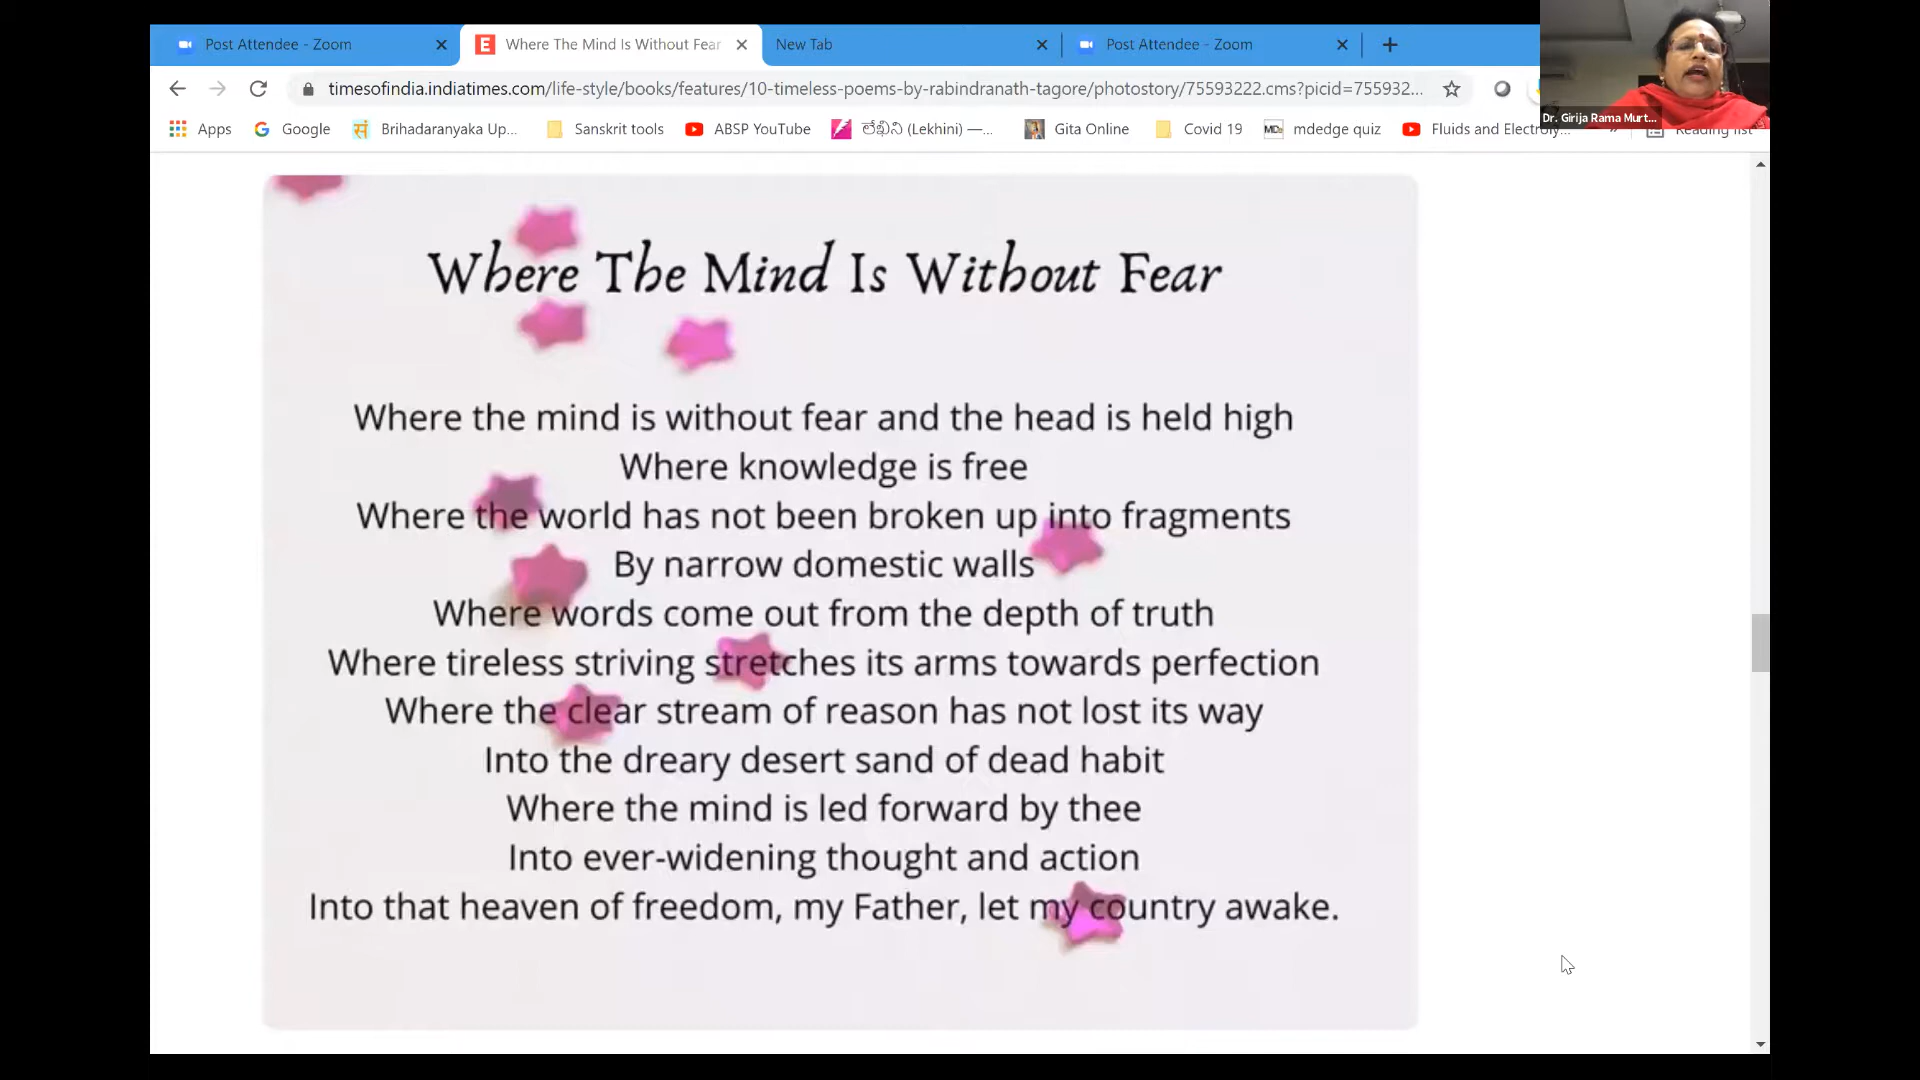 Post Attendee - Zoom
Where The Mind Is Without Fear
New Tab
Post Attendee - Zoom
timesofindia.indiatimes.com/life-style/books/features/10-timeless-poems-by-rabindranath-tagore/photostory/75593222.cms?picid=755932...
Dr. Girija Rama Murt...
Apps
Google
सं
Brihadaranyaka Up...
Sanskrit tools
ABSP YouTube
లేఖిని (Lekhini) —...
Gita Online
Covid 19
MDe
mdedge quiz
Fluids and Electroly...
Reading list
Where The Mind Is Without Fear
Where the mind is without fear and the head is held high
Where knowledge is free
Where the world has not been broken up into fragments
By narrow domestic walls
Where words come out from the depth of truth
Where tireless striving stretches its arms towards perfection
Where the clear stream of reason has not lost its way
Into the dreary desert sand of dead habit
Where the mind is led forward by thee
Into ever-widening thought and action
Into that heaven of freedom, my Father, let my country awake.